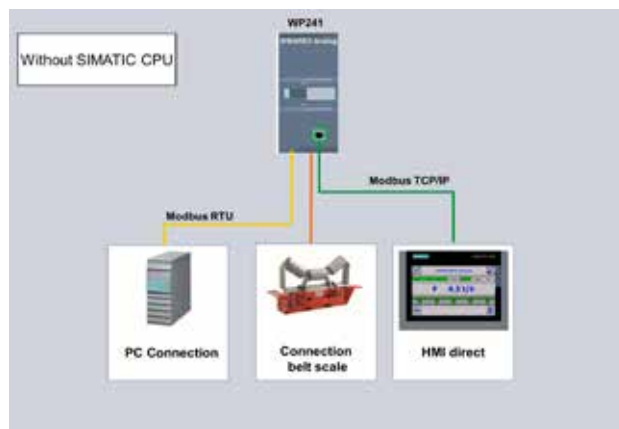 WP241
Without SIMATIC CPU
Modbus TCP/IP
Modbus RTU
PC Connection
Connection
belt scale
HMI direct